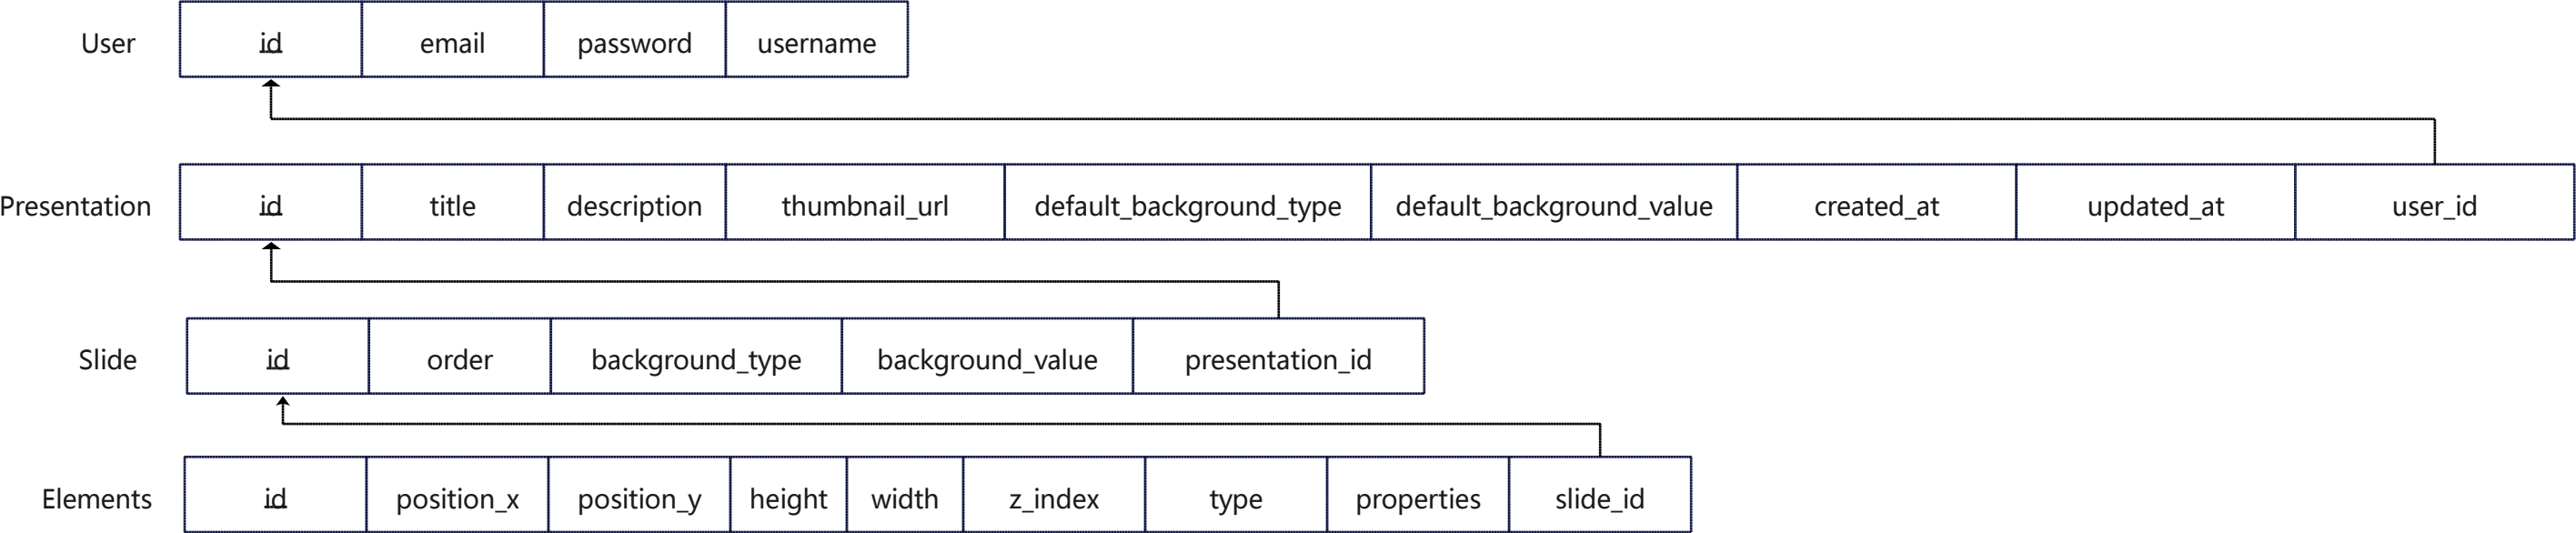 User id email password username
Presentation id title description thumbnail_url default_background_type default_background_value created_at updated_at user_id
Slide id order background_type background_value presentation_id
Elements id position_x position_y height width z_index type properties slide_id